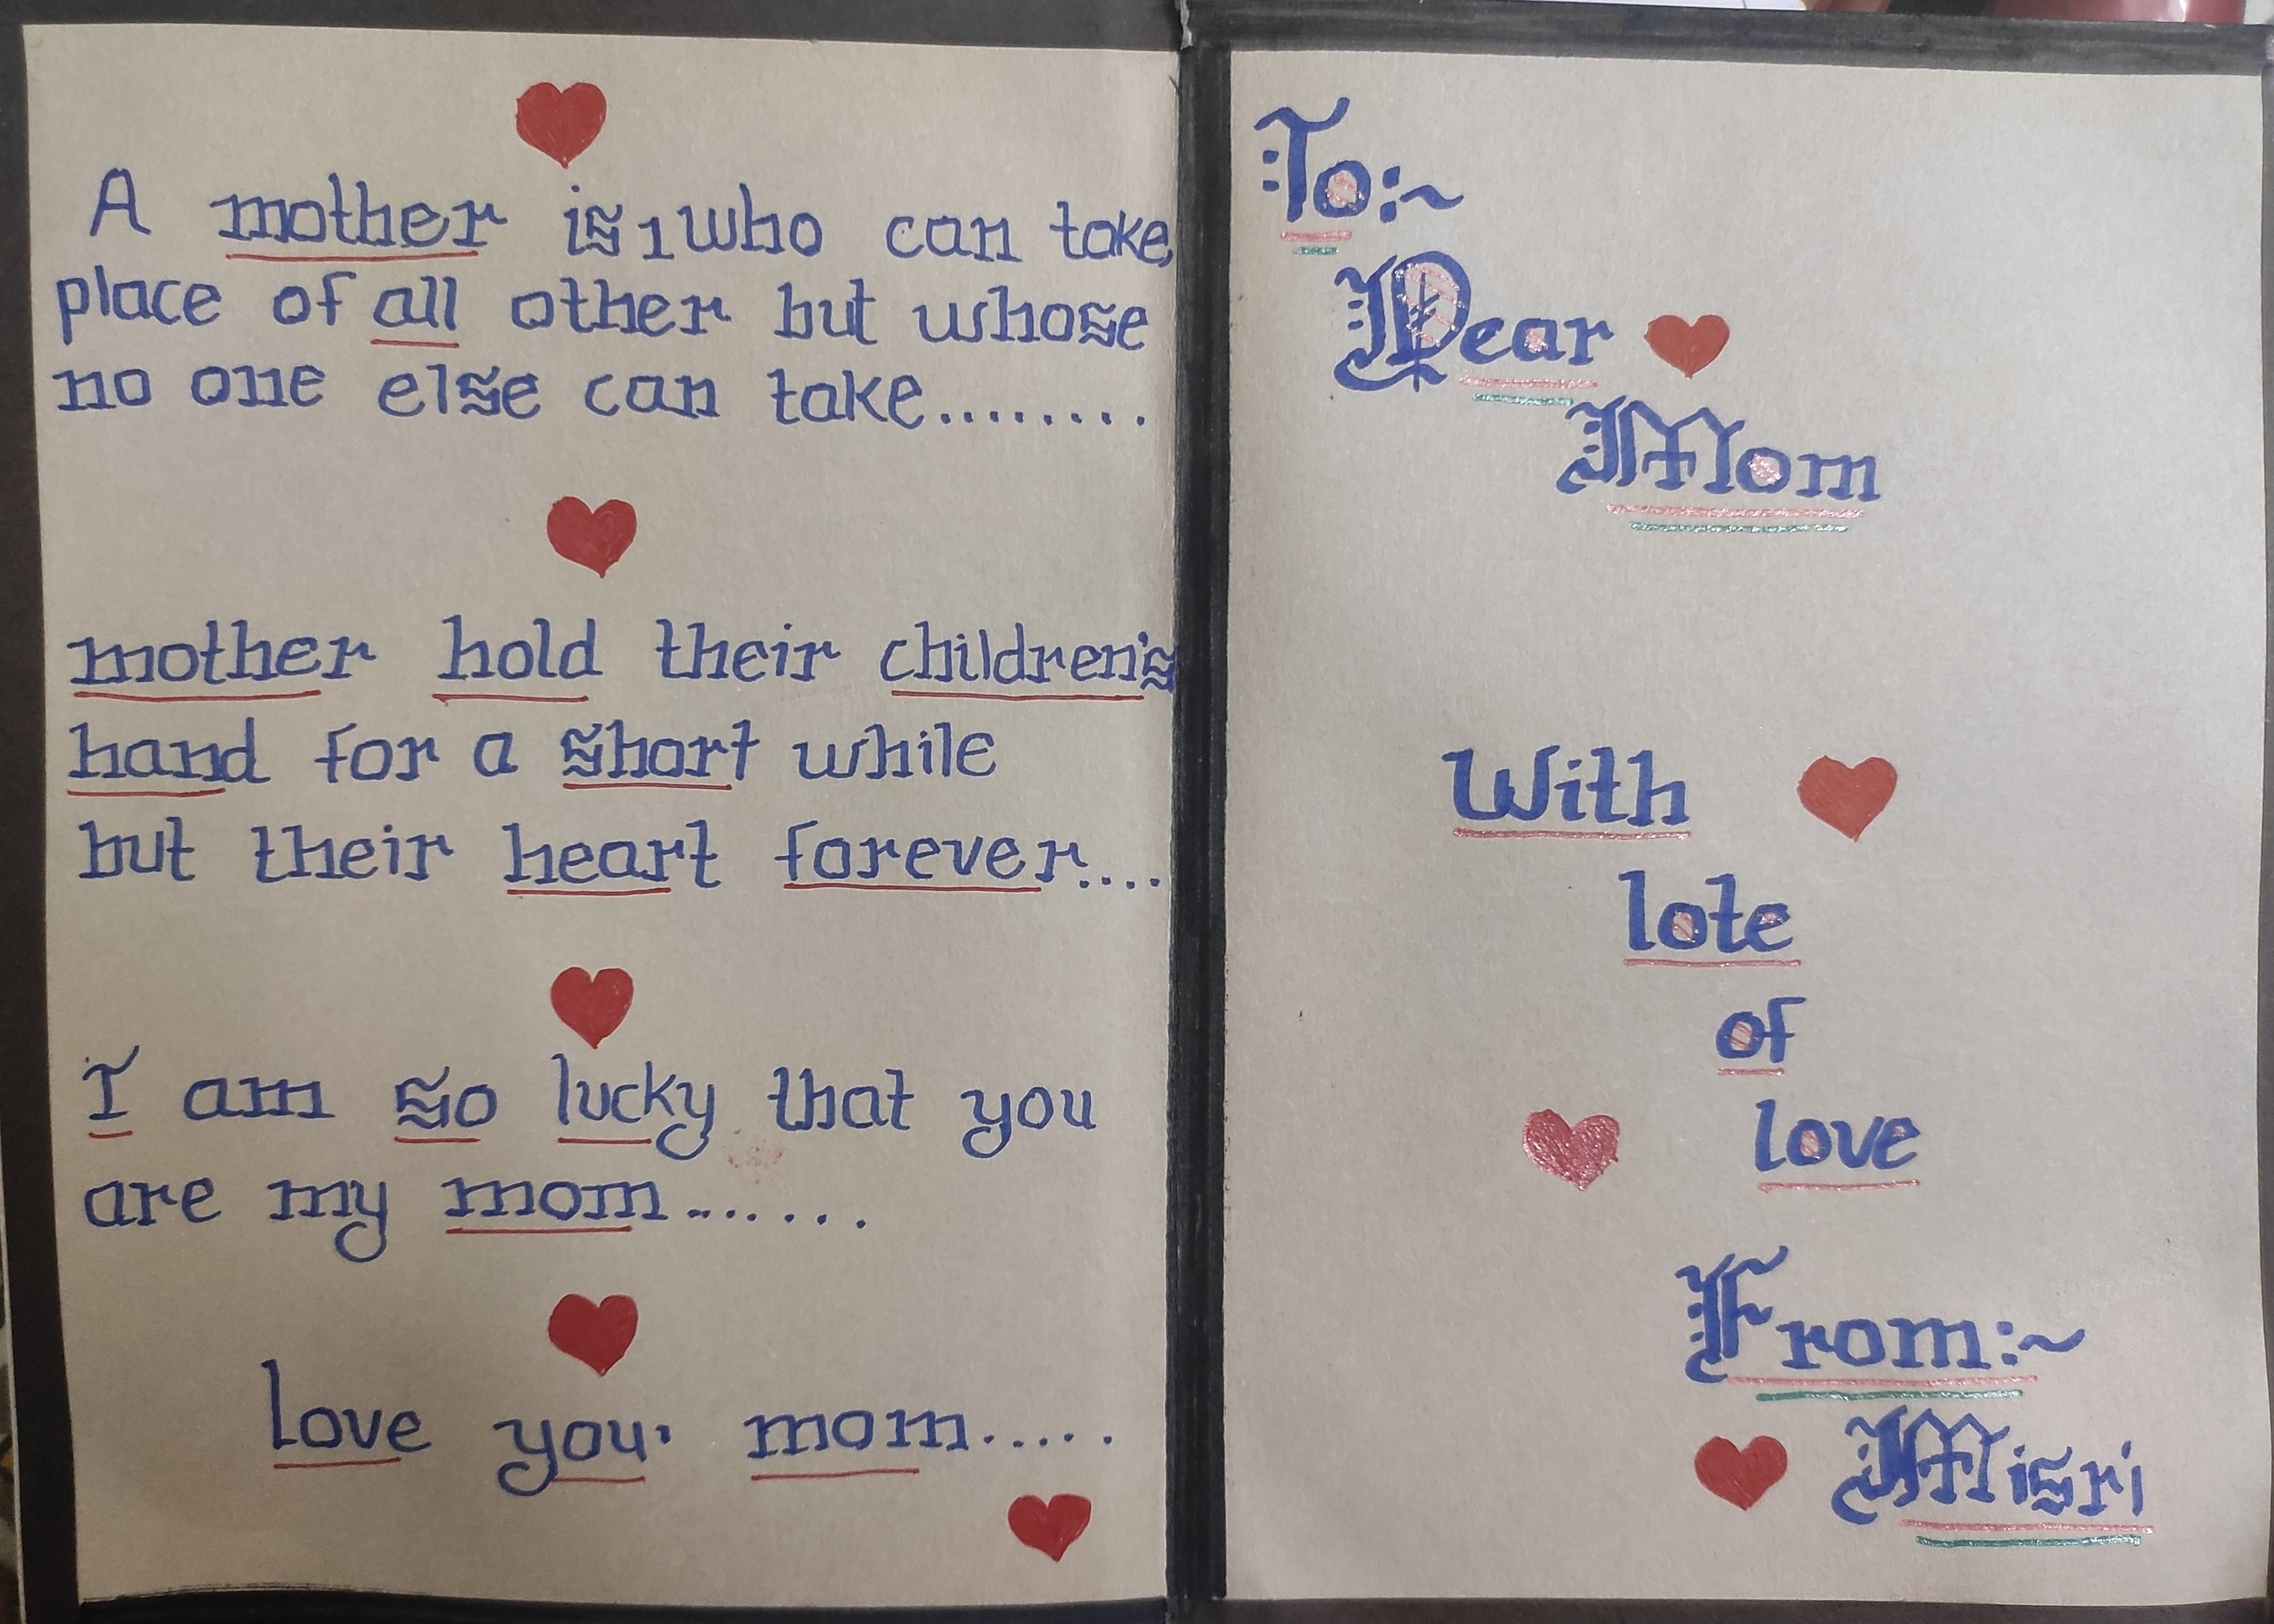 A mother is 1 who can take
place of all other but whose
no one else can take........
mother hold their children's
hand for a short while
but their heart forever.....
I am so lucky that you
are my mom.......
love you mom.....
To:~
Dear
Mom
With
lote
of
love
From:~
Misri